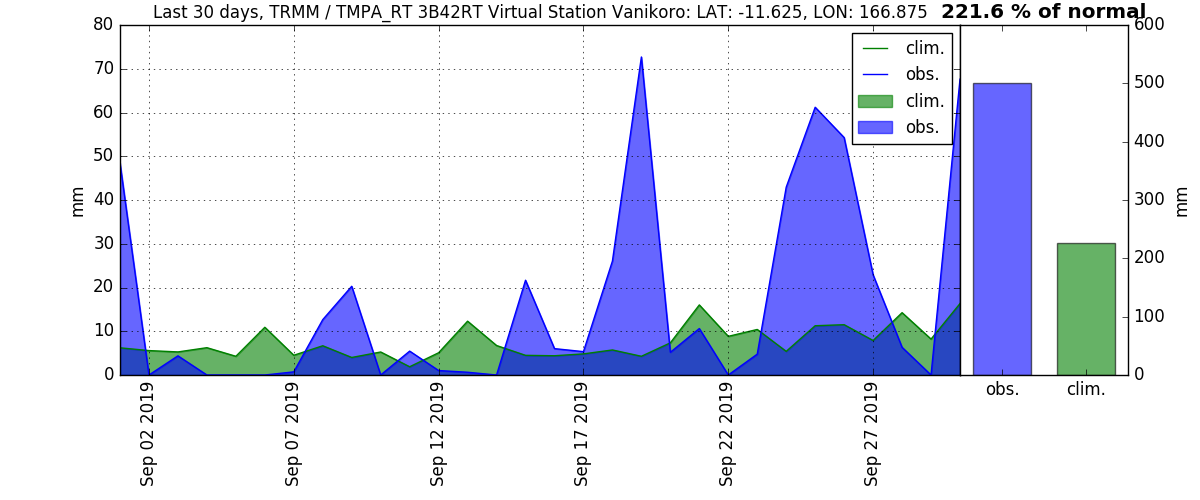 Last 30 days, TRMM / TMPA_RT 3B42RT Virtual Station Vanikoro: LAT: -11.625, LON: 166.875 221.6 % of normal
80
70
60
50
40
30
20
10
0
mm
clim.
obs.
clim.
obs.
Sep 02 2019
Sep 07 2019
Sep 12 2019
Sep 17 2019
Sep 22 2019
Sep 27 2019
600
500
400
300
200
100
0
mm
obs.
clim.